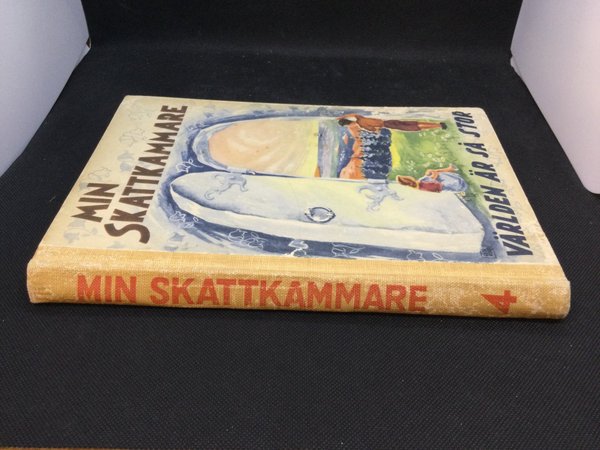 MIN
SKATTKAMMARE
VÄRLDEN ÄR SÅ STOR
MIN SKATTKAMMARE 4